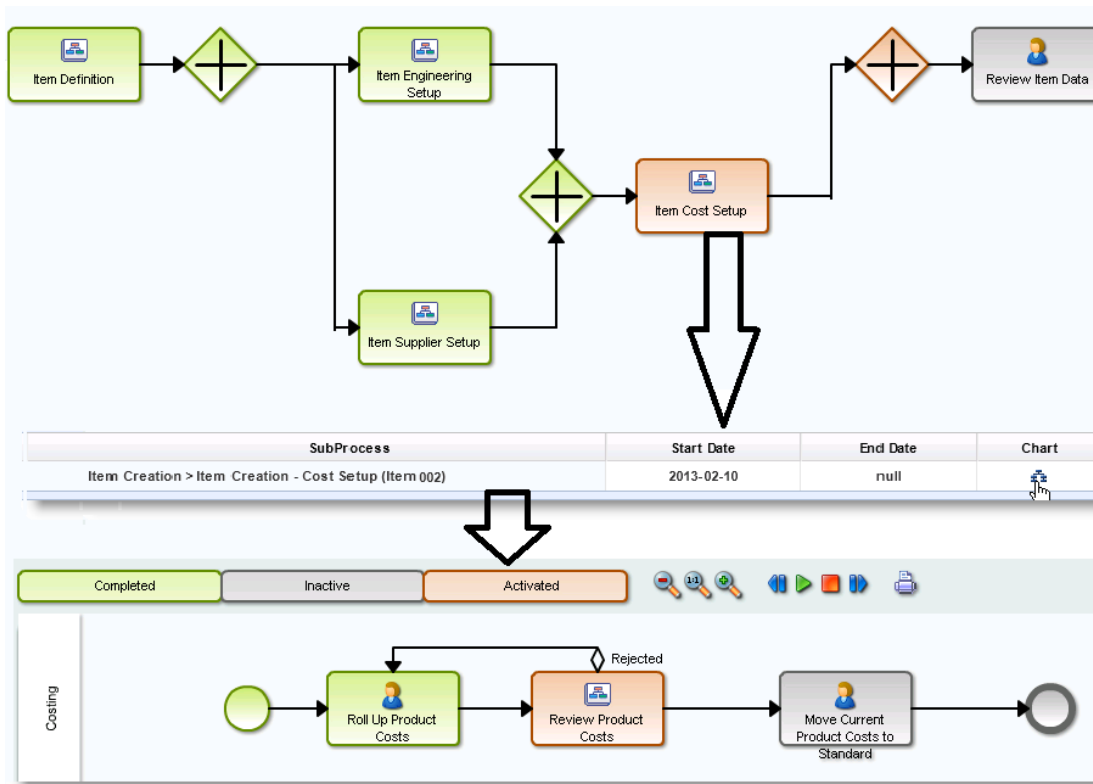 Item Definition
Item Engineering
Setup
Review Item Data
Item Cost Setup
Item Supplier Setup
SubProcess Start Date End Date Chart
Item Creation > Item Creation - Cost Setup (Item 002) 2013-02-10 null
Completed Inactive Activated 1:1
Costing
Rejected
Roll Up Product
Costs
Review Product
Costs
Move Current
Product Costs to
Standard